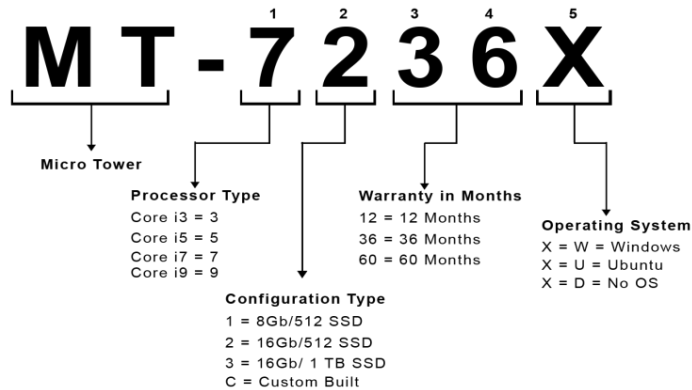 1 2 3 4 5
MT-7236X
Micro Tower
Processor Type
Core i3 = 3
Core i5 = 5
Core i7 = 7
Core i9 = 9
Configuration Type
1 = 8Gb/512 SSD
2 = 16Gb/512 SSD
3 = 16Gb/ 1 TB SSD
C = Custom Built
Warranty in Months
12 = 12 Months
36 = 36 Months
60 = 60 Months
Operating System
X = W = Windows
X = U = Ubuntu
X = D = No OS